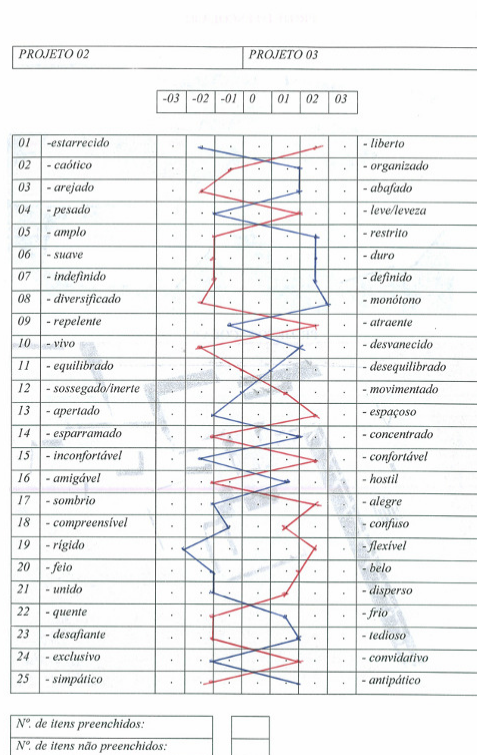 PROJETO 02 PROJETO 03
-03 -02 -01 0 01 02 03
01 -estarrecido - liberto
02 - caótico - organizado
03 - arejado - abafado
04 - pesado - leve/leveza
05 - amplo - restrito
06 - suave - duro
07 - indefinido - definido
08 - diversificado - monótono
09 - repelente - atraente
10 - vivo - desvanecido
11 - equilibrado - desequilibrado
12 - sossegado/inerte - movimentado
13 - apertado - espaçoso
14 - esparramado - concentrado
15 - inconfortável - confortável
16 - amigável - hostil
17 - sombrio - alegre
18 - compreensível - confuso
19 - rígido - flexível
20 - feio - belo
21 - unido - disperso
22 - quente - frio
23 - desafiante - tedioso
24 - exclusivo - convidativo
25 - simpático - antipático
Nº. de itens preenchidos:
Nº. de itens não preenchidos: